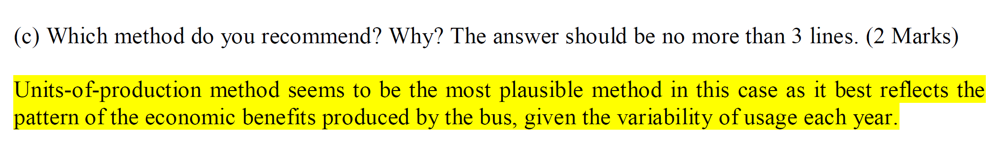 (c) Which method do you recommend? Why? The answer should be no more than 3 lines. (2 Marks)
Units-of-production method seems to be the most plausible method in this case as it best reflects the
pattern of the economic benefits produced by the bus, given the variability of usage each year.